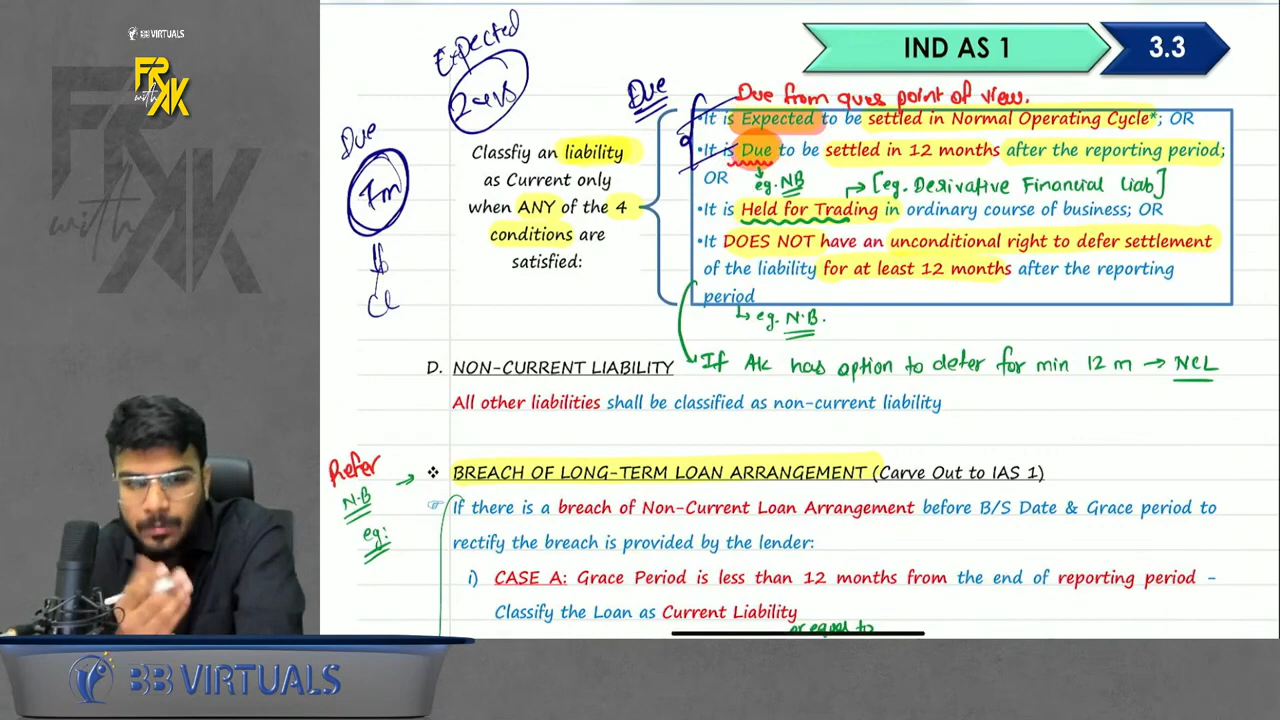 BB VIRTUALS
FR
with
AK
IND AS 1
3.3
Expected
2 years
Due
7m
CL
Due
Due from ques point of view.
Classfiy an liability
as Current only
when ANY of the 4
conditions are
satisfied:
•It is Expected to be settled in Normal Operating Cycle*; OR
•It is Due to be settled in 12 months after the reporting period;
OR
eg. NB
[eg. Derivative Financial Liab]
•It is Held for Trading in ordinary course of business; OR
•It DOES NOT have an unconditional right to defer settlement
of the liability for at least 12 months after the reporting
period
eg. N.B.
If Ak has option to defer for min 12 m → NCL
D. NON-CURRENT LIABILITY
All other liabilities shall be classified as non-current liability
Refer
N.B
eg:
❖ BREACH OF LONG-TERM LOAN ARRANGEMENT (Carve Out to IAS 1)
☞ If there is a breach of Non-Current Loan Arrangement before B/S Date & Grace period to
rectify the breach is provided by the lender:
i) CASE A: Grace Period is less than 12 months from the end of reporting period -
Classify the Loan as Current Liability
or equal to
BB VIRTUALS